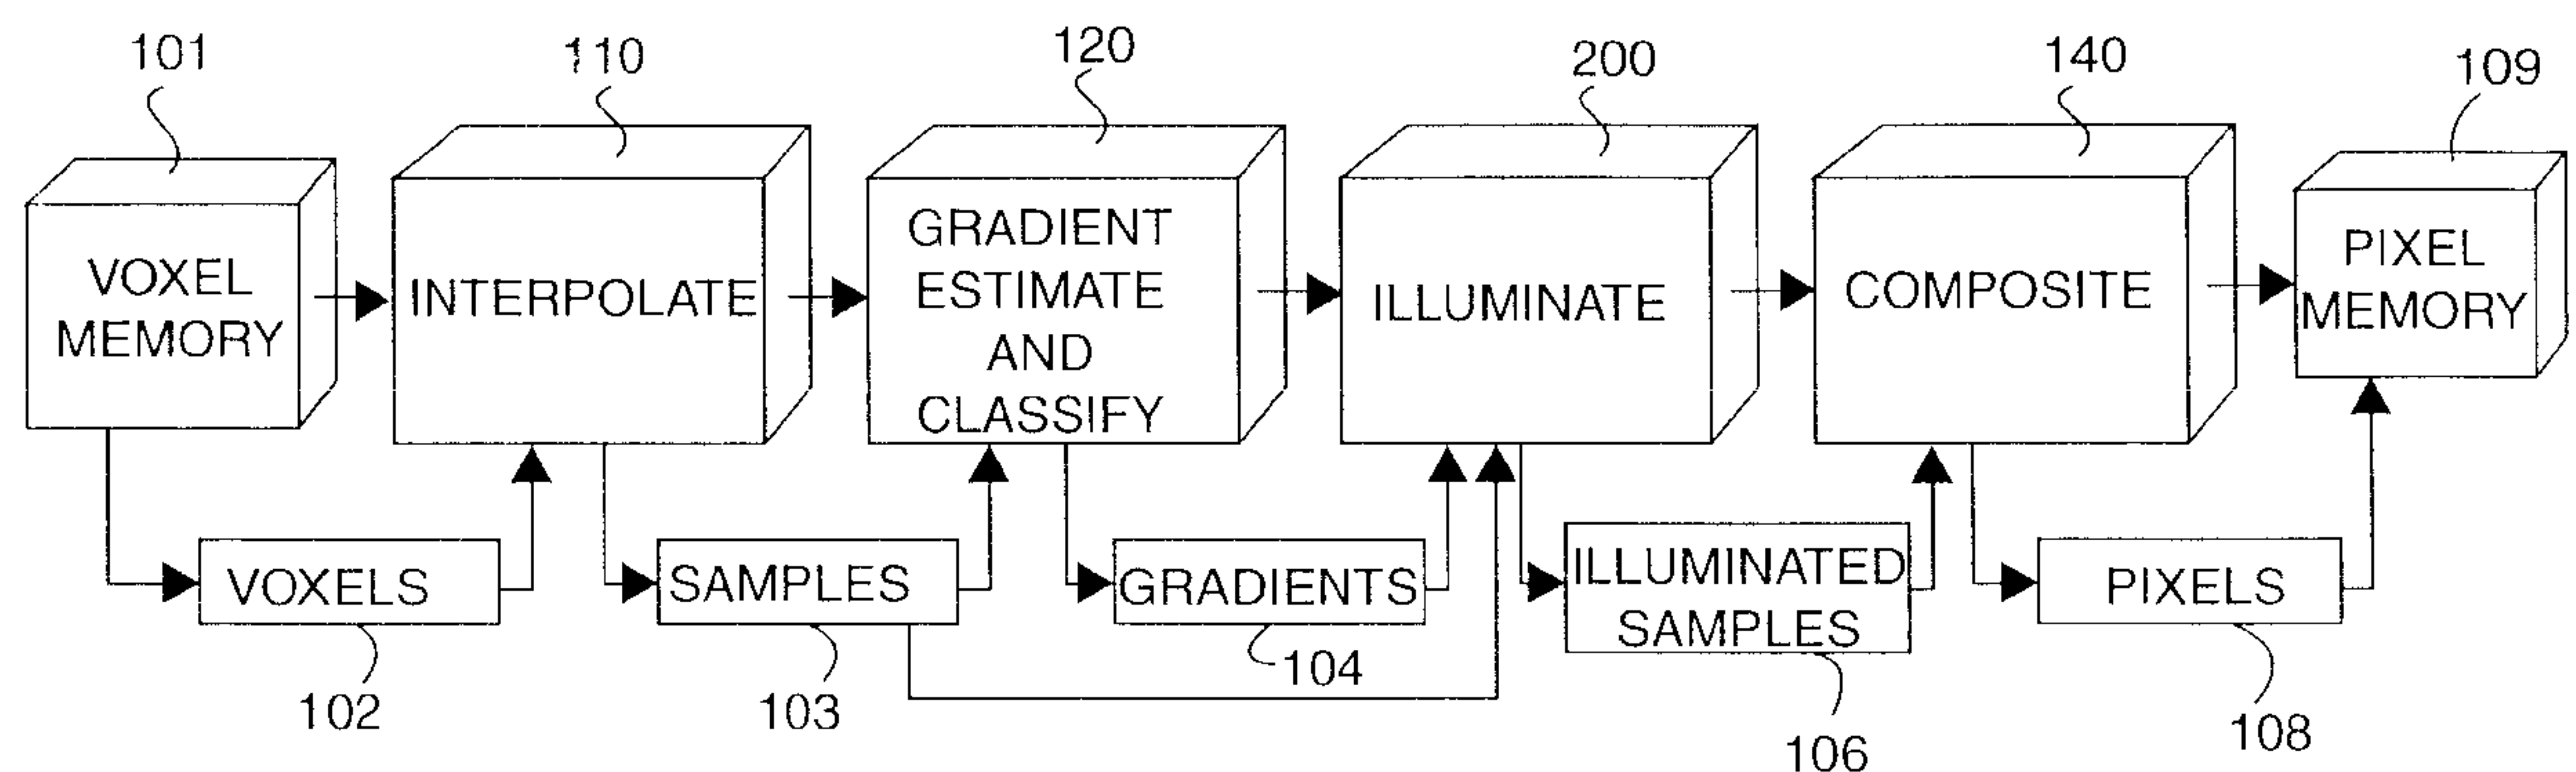 101
110
120
200
140
109
VOXEL
MEMORY
INTERPOLATE
GRADIENT
ESTIMATE
AND
CLASSIFY
ILLUMINATE
COMPOSITE
PIXEL
MEMORY
VOXELS
SAMPLES
GRADIENTS
ILLUMINATED
SAMPLES
PIXELS
102
103
104
106
108